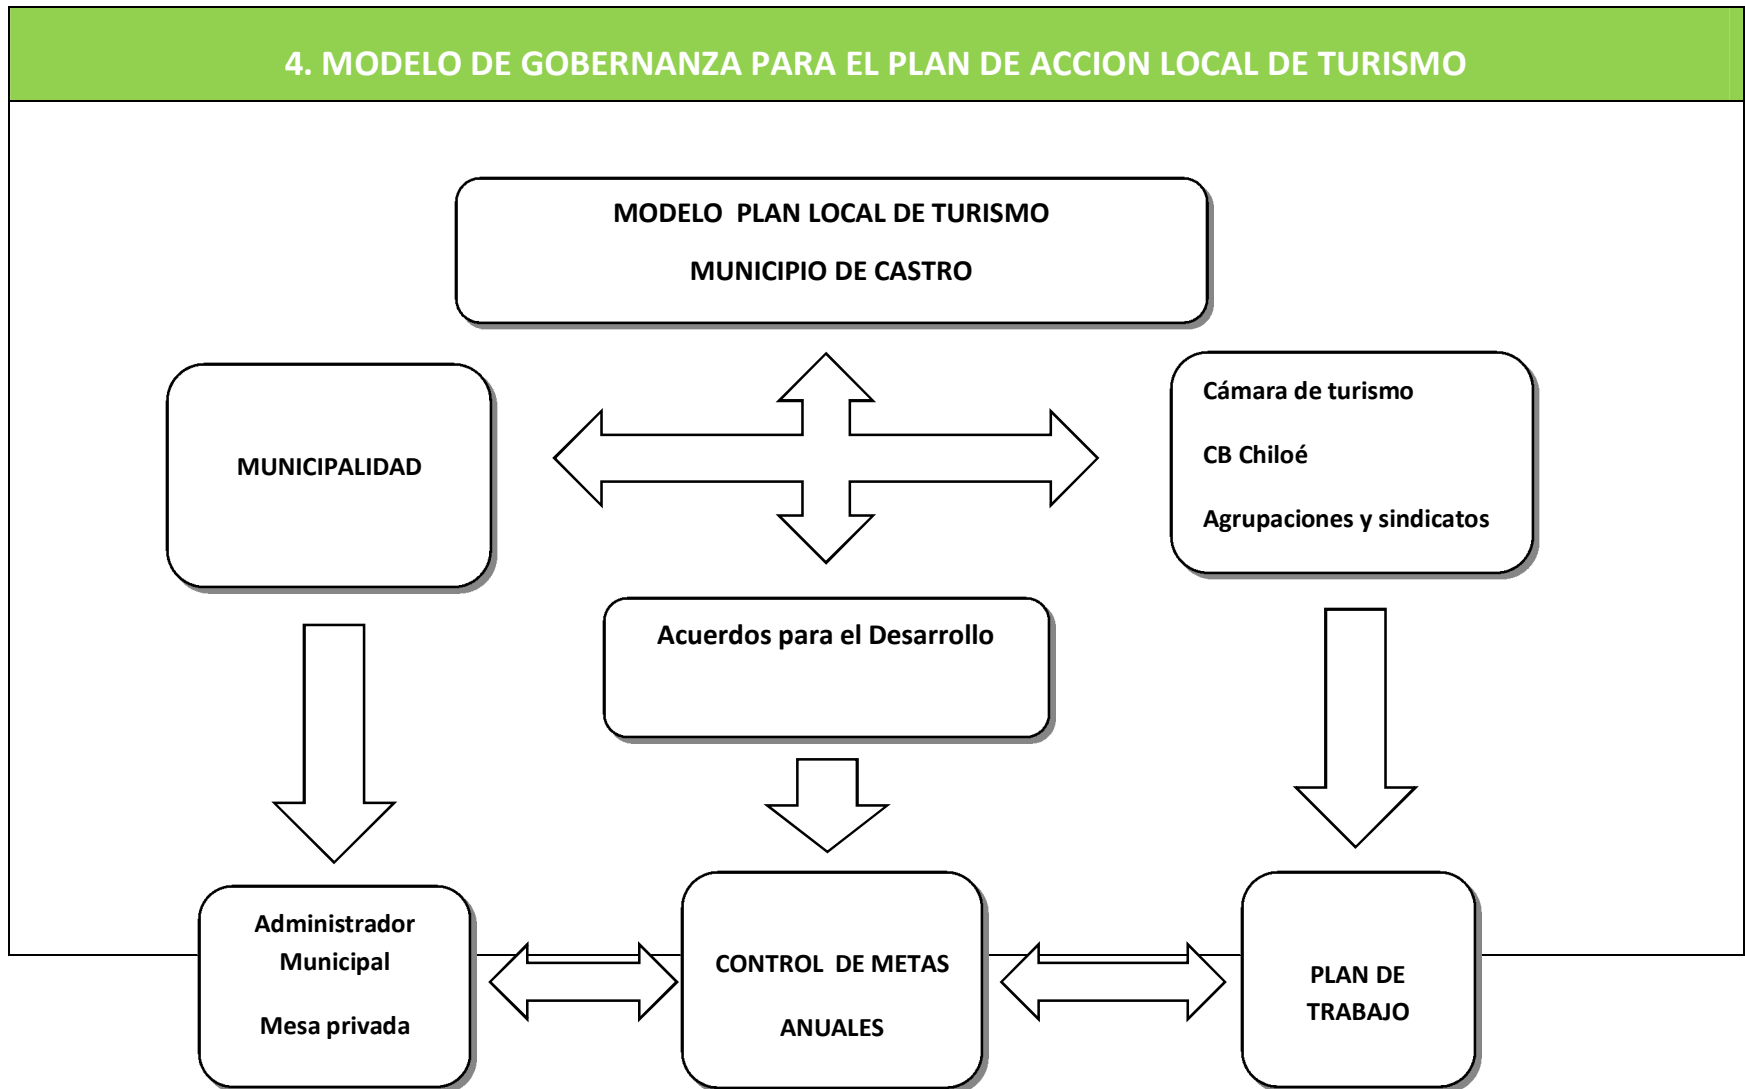 4. MODELO DE GOBERNANZA PARA EL PLAN DE ACCION LOCAL DE TURISMO
MODELO PLAN LOCAL DE TURISMO
MUNICIPIO DE CASTRO
MUNICIPALIDAD
Cámara de turismo
CB Chiloé
Agrupaciones y sindicatos
Acuerdos para el Desarrollo
Administrador
Municipal
Mesa privada
CONTROL DE METAS
ANUALES
PLAN DE
TRABAJO